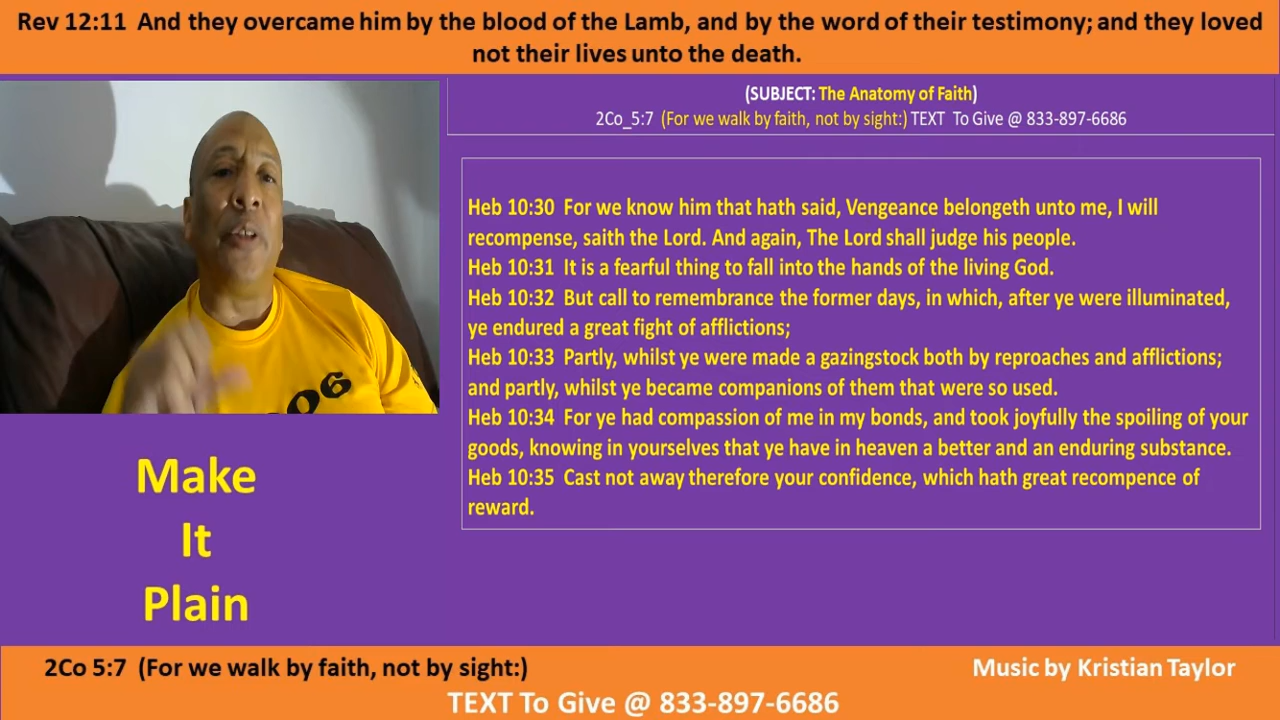 Rev 12:11 And they overcame him by the blood of the Lamb, and by the word of their testimony; and they loved
not their lives unto the death.
(SUBJECT: The Anatomy of Faith)
2Co_5:7 (For we walk by faith, not by sight:) TEXT To Give @ 833-897-6686
Heb 10:30 For we know him that hath said, Vengeance belongeth unto me, I will
recompense, saith the Lord. And again, The Lord shall judge his people.
Heb 10:31 It is a fearful thing to fall into the hands of the living God.
Heb 10:32 But call to remembrance the former days, in which, after ye were illuminated,
ye endured a great fight of afflictions;
Heb 10:33 Partly, whilst ye were made a gazingstock both by reproaches and afflictions;
and partly, whilst ye became companions of them that were so used.
Heb 10:34 For ye had compassion of me in my bonds, and took joyfully the spoiling of your
goods, knowing in yourselves that ye have in heaven a better and an enduring substance.
Heb 10:35 Cast not away therefore your confidence, which hath great recompence of
reward.
Make
It
Plain
2Co 5:7 (For we walk by faith, not by sight:)
Music by Kristian Taylor
TEXT To Give @ 833-897-6686